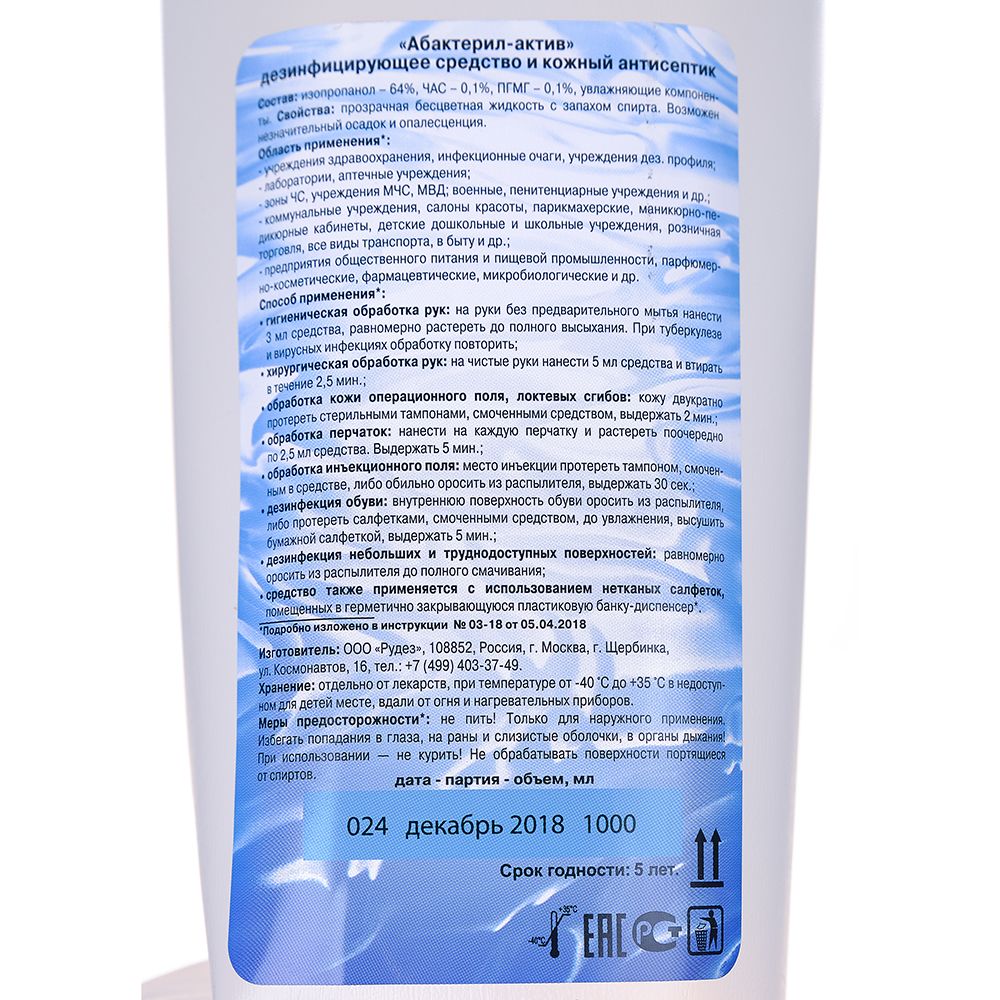 «Абактерил-актив»
дезинфицирующее средство и кожный антисептик
Состав: изопропанол – 64%, ЧАС – 0,1%, ПГМГ – 0,1%, увлажняющие компонен-
ты. Свойства: прозрачная бесцветная жидкость с запахом спирта. Возможен
незначительный осадок и опалесценция.
Область применения*:
- учреждения здравоохранения, инфекционные очаги, учреждения дез. профиля;
- лаборатории, аптечные учреждения;
- зоны ЧС, учреждения МЧС, МВД; военные, пенитенциарные учреждения и др.;
- коммунальные учреждения, салоны красоты, парикмахерские, маникюрно-пе-
дикюрные кабинеты, детские дошкольные и школьные учреждения, розничная
торговля, все виды транспорта, в быту и др.;
- предприятия общественного питания и пищевой промышленности, парфюмер-
но-косметические, фармацевтические, микробиологические и др.
Способ применения*:
• гигиеническая обработка рук: на руки без предварительного мытья нанести
3 мл средства, равномерно растереть до полного высыхания. При туберкулезе
и вирусных инфекциях обработку повторить;
• хирургическая обработка рук: на чистые руки нанести 5 мл средства и втирать
в течение 2,5 мин.;
• обработка кожи операционного поля, локтевых сгибов: кожу двукратно
протереть стерильными тампонами, смоченными средством, выдержать 2 мин.;
• обработка перчаток: нанести на каждую перчатку и растереть поочередно
по 2,5 мл средства. Выдержать 5 мин.;
• обработка инъекционного поля: место инъекции протереть тампоном, смочен-
ным в средстве, либо обильно оросить из распылителя, выдержать 30 сек.;
• дезинфекция обуви: внутреннюю поверхность обуви оросить из распылителя,
либо протереть салфетками, смоченными средством, до увлажнения, высушить
бумажной салфеткой, выдержать 5 мин.;
• дезинфекция небольших и труднодоступных поверхностей: равномерно
оросить из распылителя до полного смачивания;
• средство также применяется с использованием нетканых салфеток,
помещенных в герметично закрывающуюся пластиковую банку-диспенсер*.
*Подробно изложено в инструкции № 03-18 от 05.04.2018
Изготовитель: ООО «Рудез», 108852, Россия, г. Москва, г. Щербинка,
ул. Космонавтов, 16, тел.: +7 (499) 403-37-49.
Хранение: отдельно от лекарств, при температуре от -40 °С до +35 °С в недоступ-
ном для детей месте, вдали от огня и нагревательных приборов.
Меры предосторожности*: не пить! Только для наружного применения.
Избегать попадания в глаза, на раны и слизистые оболочки, в органы дыхания!
При использовании — не курить! Не обрабатывать поверхности портящиеся
от спиртов.
дата - партия - объем, мл
024 декабрь 2018 1000
Срок годности: 5 лет.
+35°C
-40°C
ЕАС
РСТ